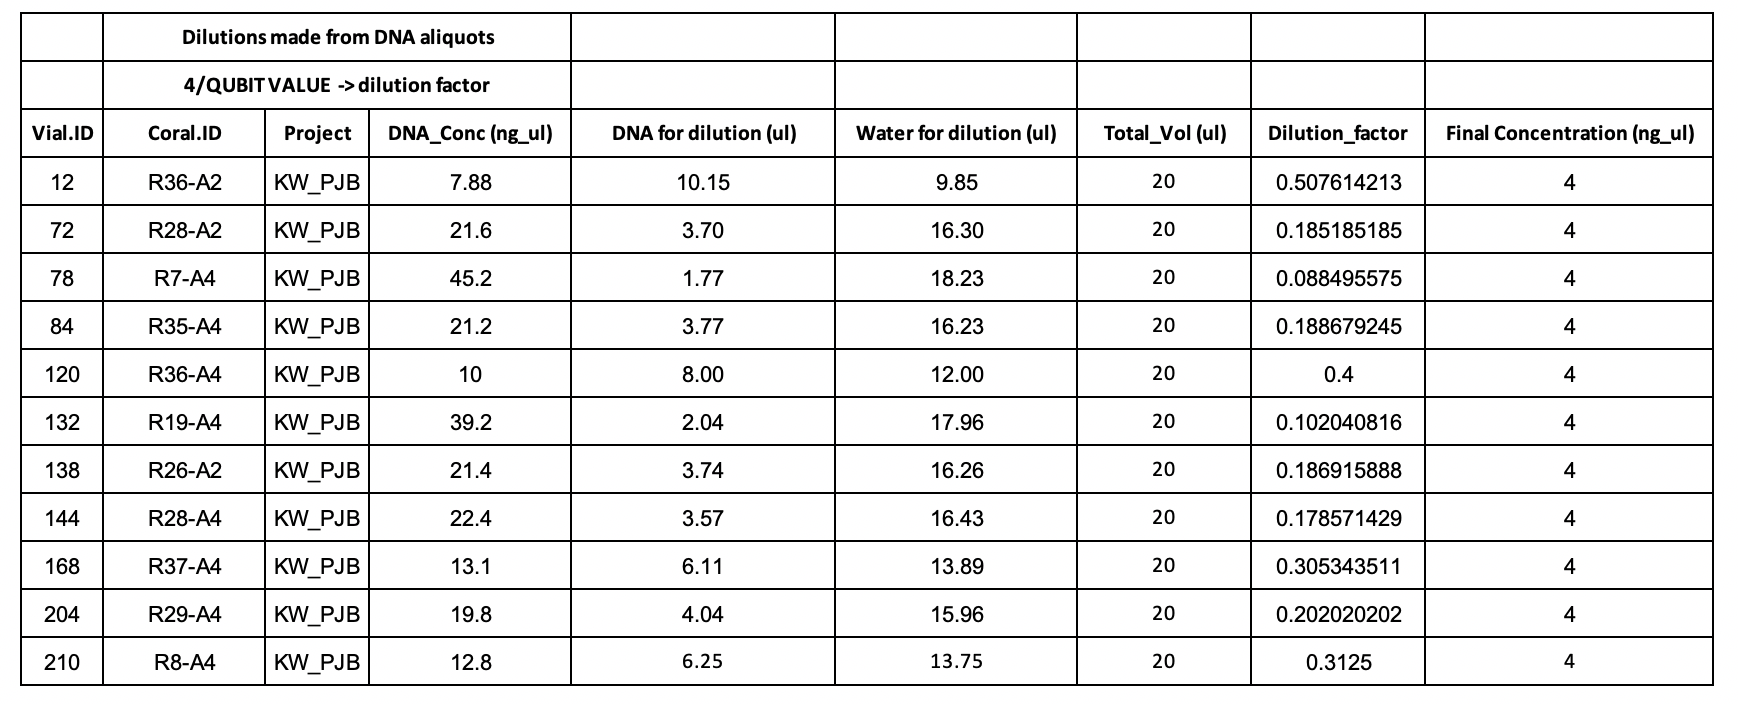 Dilutions made from DNA aliquots
4/QUBIT VALUE -> dilution factor
Vial.ID Coral.ID Project DNA_Conc (ng_ul) DNA for dilution (ul) Water for dilution (ul) Total_Vol (ul) Dilution_factor Final Concentration (ng_ul)
12 R36-A2 KW_PJB 7.88 10.15 9.85 20 0.507614213 4
72 R28-A2 KW_PJB 21.6 3.70 16.30 20 0.185185185 4
78 R7-A4 KW_PJB 45.2 1.77 18.23 20 0.088495575 4
84 R35-A4 KW_PJB 21.2 3.77 16.23 20 0.188679245 4
120 R36-A4 KW_PJB 10 8.00 12.00 20 0.4 4
132 R19-A4 KW_PJB 39.2 2.04 17.96 20 0.102040816 4
138 R26-A2 KW_PJB 21.4 3.74 16.26 20 0.186915888 4
144 R28-A4 KW_PJB 22.4 3.57 16.43 20 0.178571429 4
168 R37-A4 KW_PJB 13.1 6.11 13.89 20 0.305343511 4
204 R29-A4 KW_PJB 19.8 4.04 15.96 20 0.202020202 4
210 R8-A4 KW_PJB 12.8 6.25 13.75 20 0.3125 4